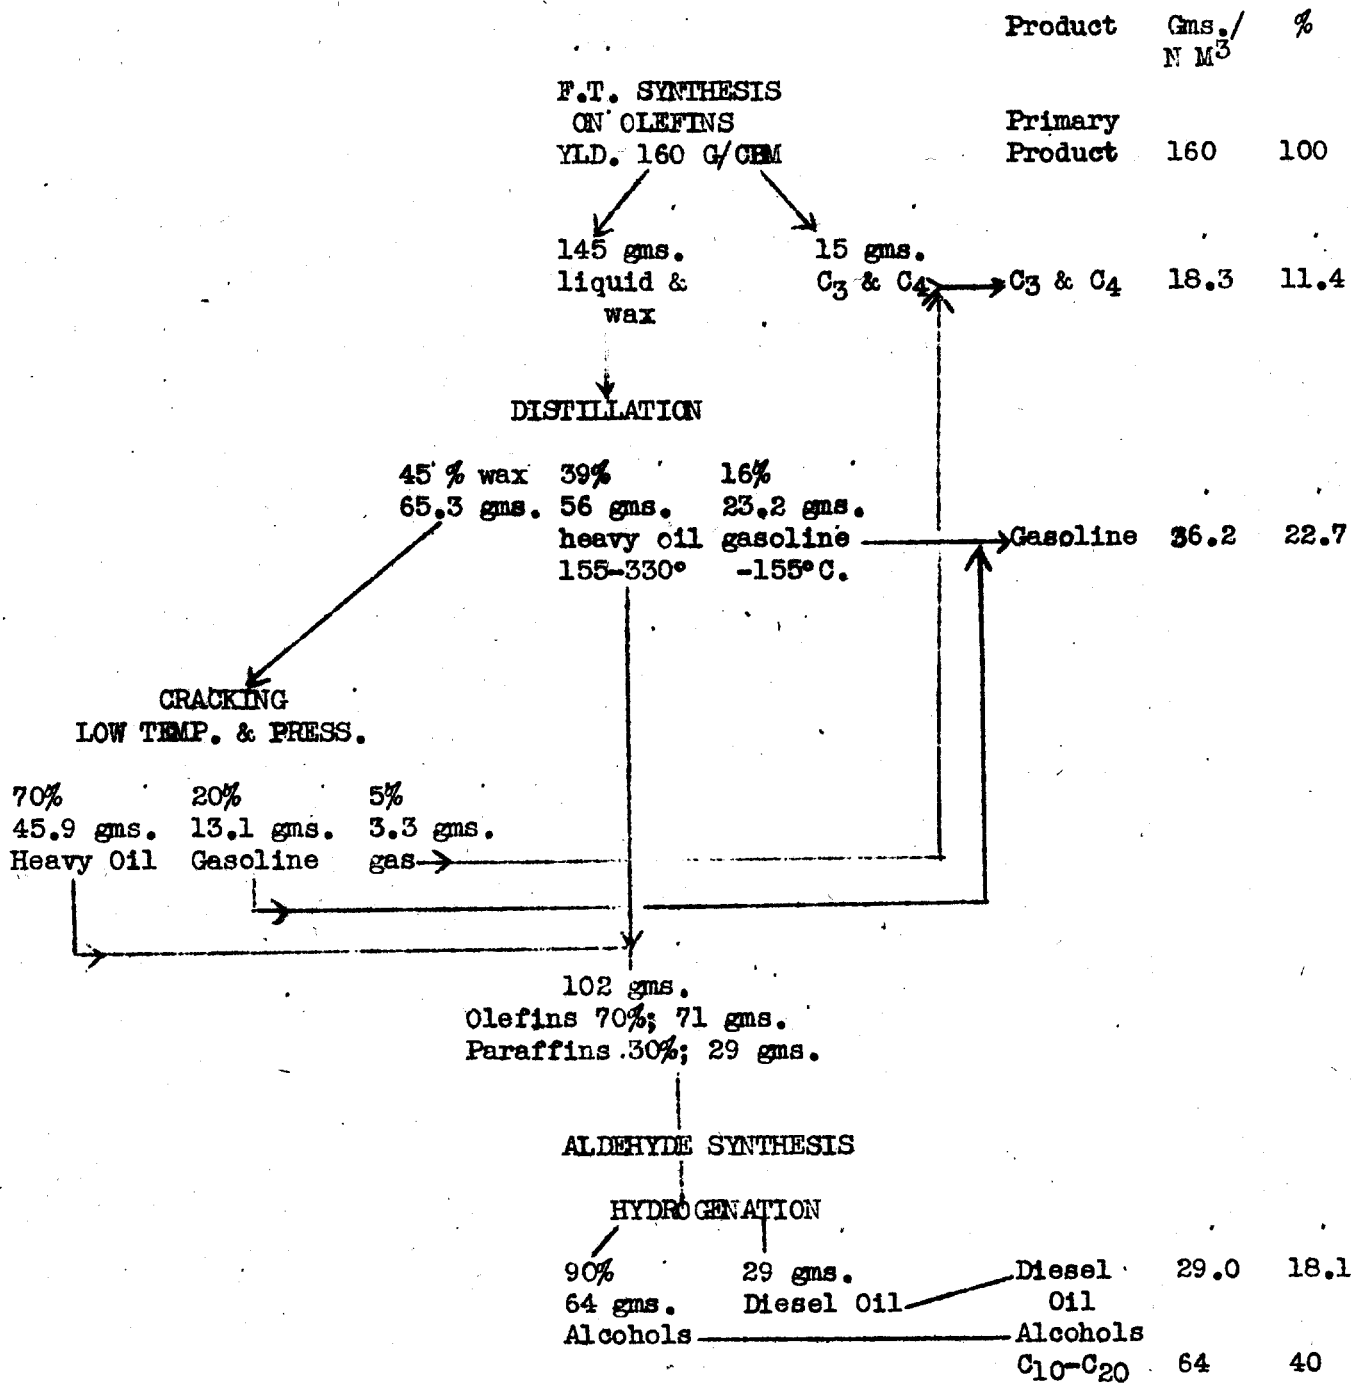 Product Gms./ %
N M3
F.T. SYNTHESIS
ON OLEFINS
YLD. 160 G/CBM
Primary
Product 160 100
145 gms.
liquid &
wax
15 gms.
C3 & C4
C3 & C4 18.3 11.4
DISTILLATION
45 % wax 39% 16%
65.3 gms. 56 gms. 23.2 gms.
heavy oil gasoline Gasoline 36.2 22.7
155-330° -155°C.
CRACKING
LOW TEMP. & PRESS.
70% 20% 5%
45.9 gms. 13.1 gms. 3.3 gms.
Heavy Oil Gasoline gas
102 gms.
Olefins 70%; 71 gms.
Paraffins 30%; 29 gms.
ALDEHYDE SYNTHESIS
HYDROGENATION
90% 29 gms. Diesel 29.0 18.1
64 gms. Diesel Oil Oil
Alcohols Alcohols
C10-C20 64 40